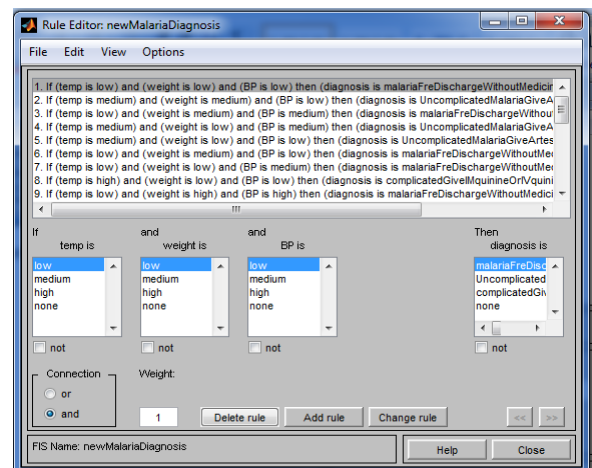 Rule Editor: newMalariaDiagnosis
File Edit View Options
1. If (temp is low) and (weight is low) and (BP is low) then (diagnosis is malariaFreDischargeWithoutMedicin
2. If (temp is medium) and (weight is medium) and (BP is low) then (diagnosis is UncomplicatedMalariaGiveA
3. If (temp is low) and (weight is medium) and (BP is medium) then (diagnosis is malariaFreDischargeWithout
4. If (temp is medium) and (weight is low) and (BP is medium) then (diagnosis is UncomplicatedMalariaGiveA
5. If (temp is medium) and (weight is low) and (BP is low) then (diagnosis is UncomplicatedMalariaGiveArtes
6. If (temp is low) and (weight is medium) and (BP is low) then (diagnosis is malariaFreDischargeWithoutMed
7. If (temp is low) and (weight is low) and (BP is medium) then (diagnosis is malariaFreDischargeWithoutMed
8. If (temp is high) and (weight is low) and (BP is low) then (diagnosis is complicatedGiveIMquinineOrIVquini
9. If (temp is low) and (weight is high) and (BP is high) then (diagnosis is malariaFreDischargeWithoutMedici
If and and Then
temp is weight is BP is diagnosis is
low low low malariaFreDisc
medium medium medium Uncomplicated
high high high complicatedGiv
none none none none
not not not not
Connection Weight:
or
and 1 Delete rule Add rule Change rule << >>
FIS Name: newMalariaDiagnosis Help Close